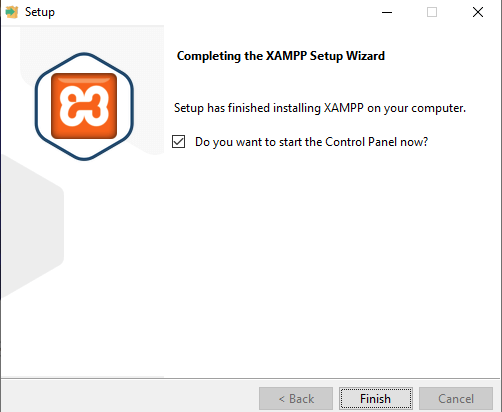 Setup
Completing the XAMPP Setup Wizard
Setup has finished installing XAMPP on your computer.
Do you want to start the Control Panel now?
< Back
Finish
Cancel